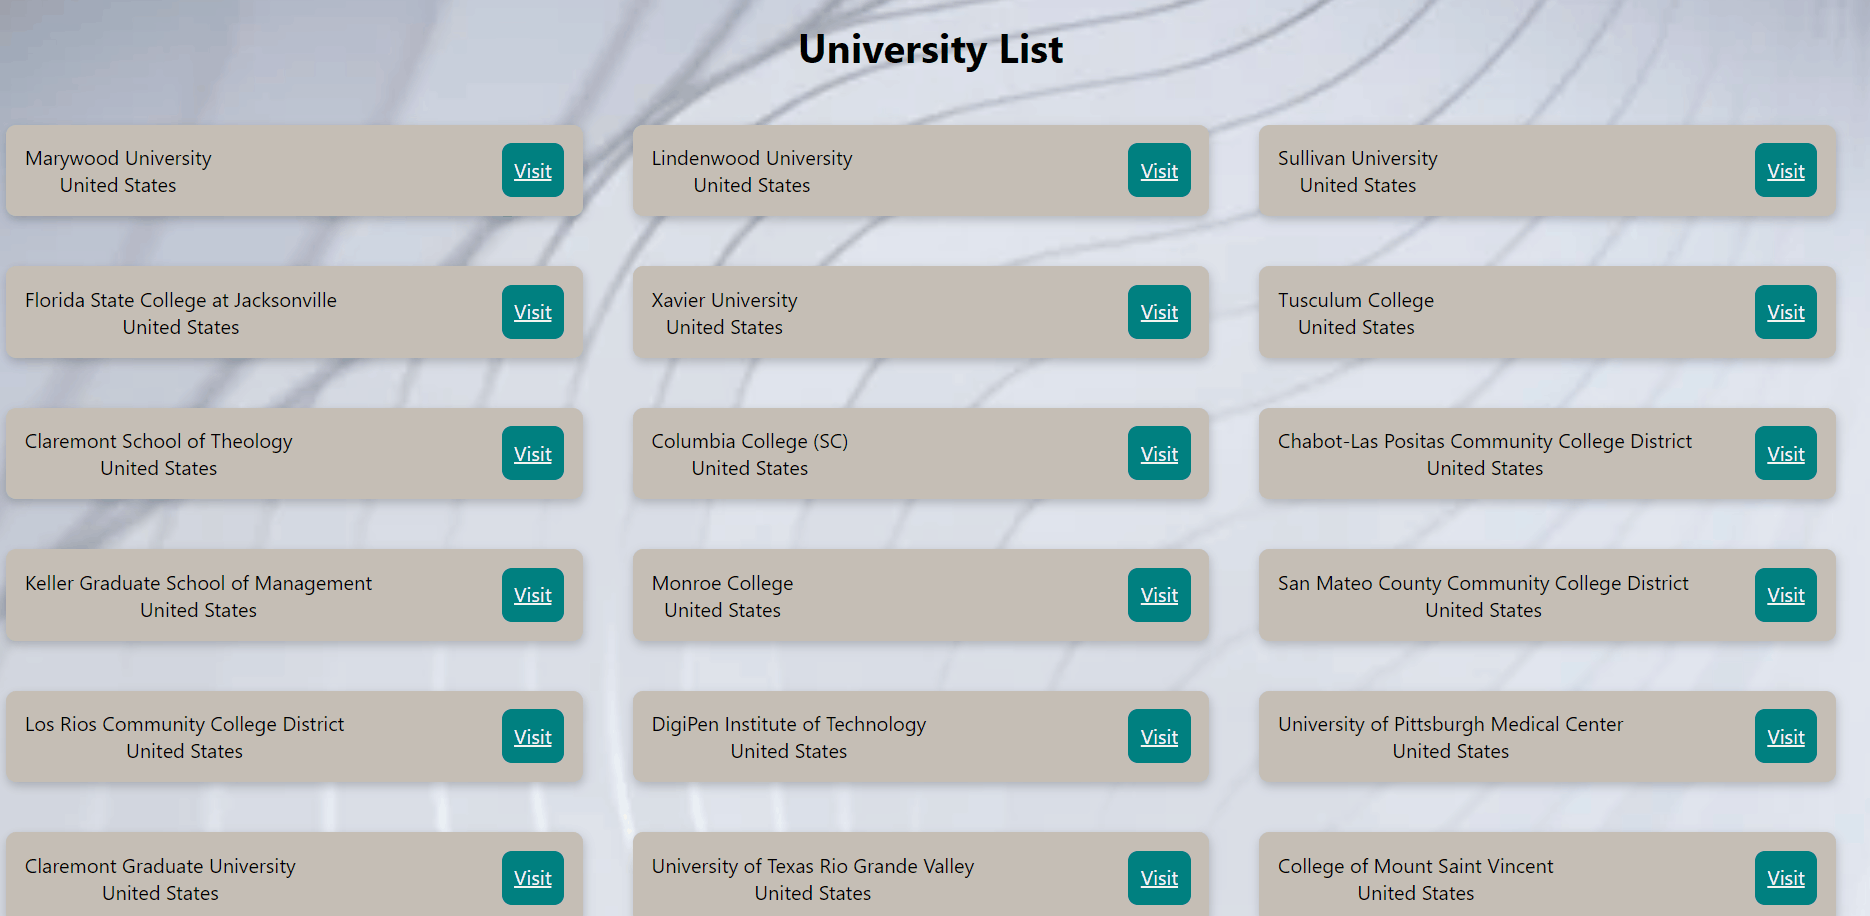 University List
Marywood University
United States
Visit
Lindenwood University
United States
Visit
Sullivan University
United States
Visit
Florida State College at Jacksonville
United States
Visit
Xavier University
United States
Visit
Tusculum College
United States
Visit
Claremont School of Theology
United States
Visit
Columbia College (SC)
United States
Visit
Chabot-Las Positas Community College District
United States
Visit
Keller Graduate School of Management
United States
Visit
Monroe College
United States
Visit
San Mateo County Community College District
United States
Visit
Los Rios Community College District
United States
Visit
DigiPen Institute of Technology
United States
Visit
University of Pittsburgh Medical Center
United States
Visit
Claremont Graduate University
United States
Visit
University of Texas Rio Grande Valley
United States
Visit
College of Mount Saint Vincent
United States
Visit